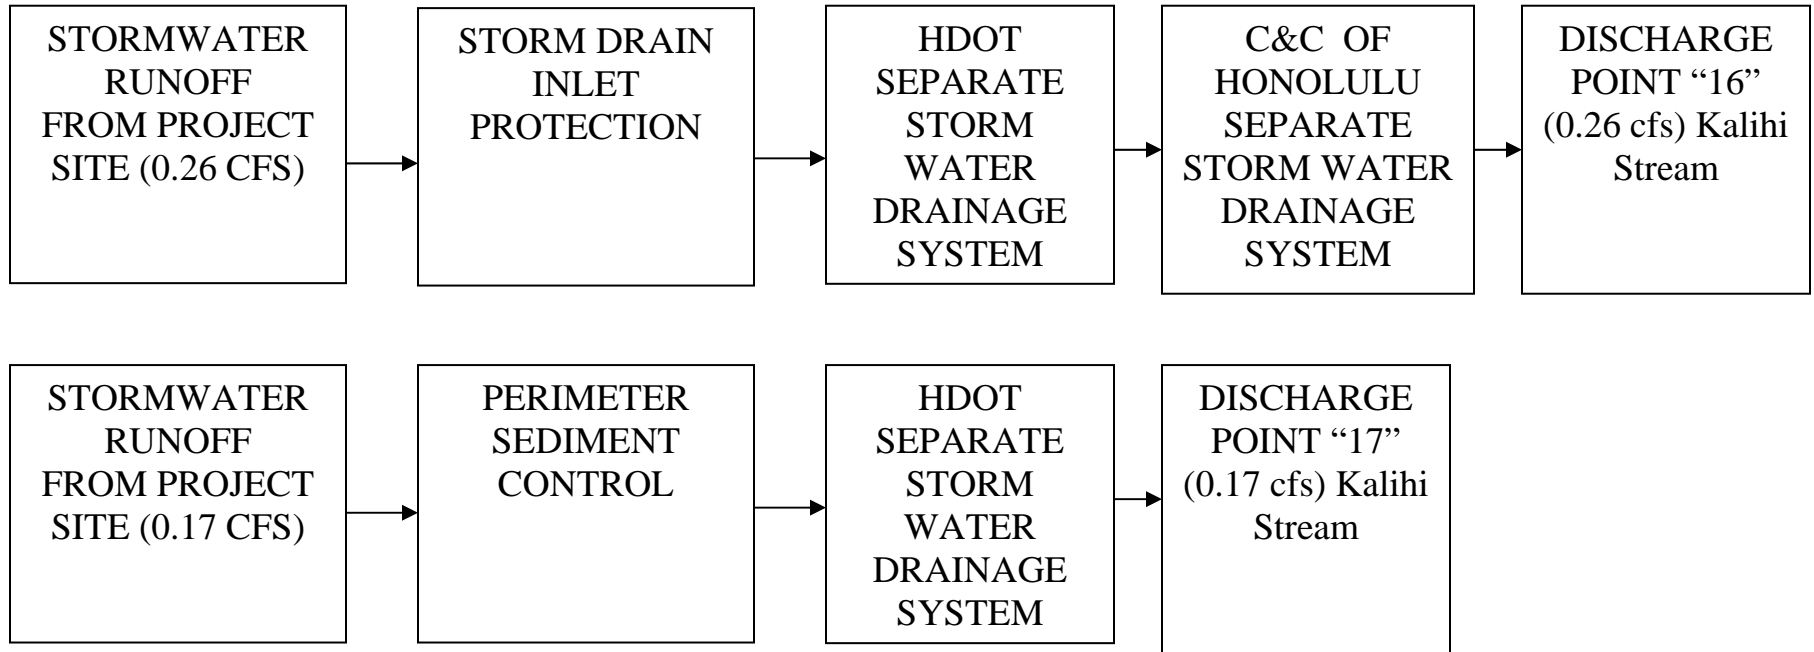 STORMWATER
RUNOFF
FROM PROJECT
SITE (0.26 CFS)
STORM DRAIN
INLET
PROTECTION
HDOT
SEPARATE
STORM
WATER
DRAINAGE
SYSTEM
C&C OF
HONOLULU
SEPARATE
STORM WATER
DRAINAGE
SYSTEM
DISCHARGE
POINT “16”
(0.26 cfs) Kalihi
Stream
STORMWATER
RUNOFF
FROM PROJECT
SITE (0.17 CFS)
PERIMETER
SEDIMENT
CONTROL
HDOT
SEPARATE
STORM
WATER
DRAINAGE
SYSTEM
DISCHARGE
POINT “17”
(0.17 cfs) Kalihi
Stream